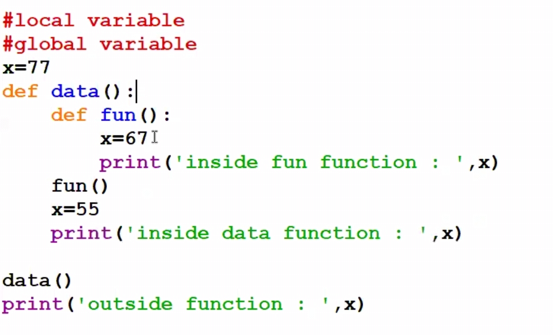 #local variable
#global variable
x=77
def data():
    def fun():
        x=67
        print('inside fun function : ',x)
    fun()
    x=55
    print('inside data function : ',x)

data()
print('outside function : ',x)